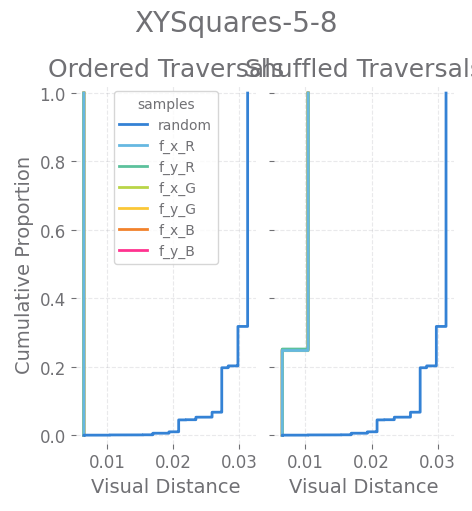 XYSquares-5-8
Ordered Traversals
Shuffled Traversals
samples
random
f_x_R
f_y_R
f_x_G
f_y_G
f_x_B
f_y_B
Cumulative Proportion
1.0
0.8
0.6
0.4
0.2
0.0
0.01 0.02 0.03
0.01 0.02 0.03
Visual Distance
Visual Distance